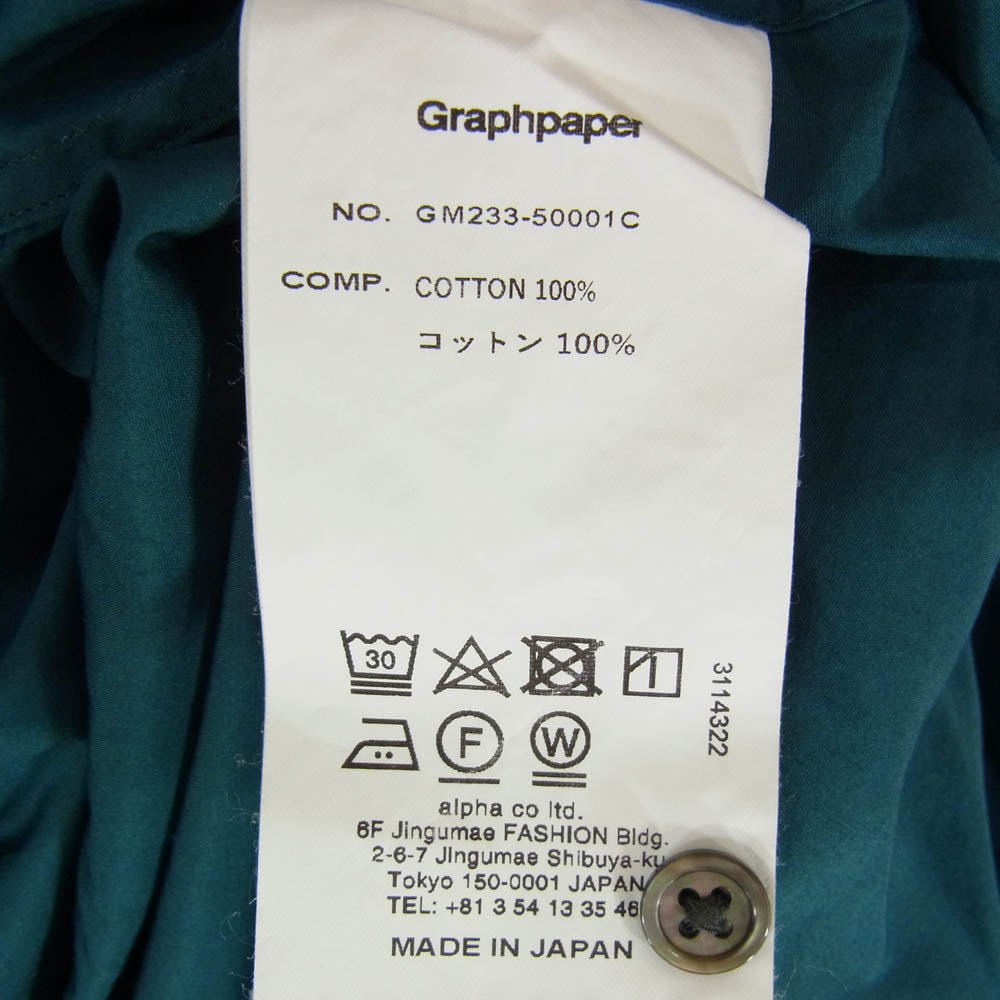 Graphpaper
NO. GM233-50001C
COMP. COTTON 100%
コットン 100%
30
F W
3114322
alpha co ltd.
6F Jingumae FASHION Bldg.
2-6-7 Jingumae Shibuya-ku
Tokyo 150-0001 JAPAN
TEL: +81 3 54 13 35 46
MADE IN JAPAN